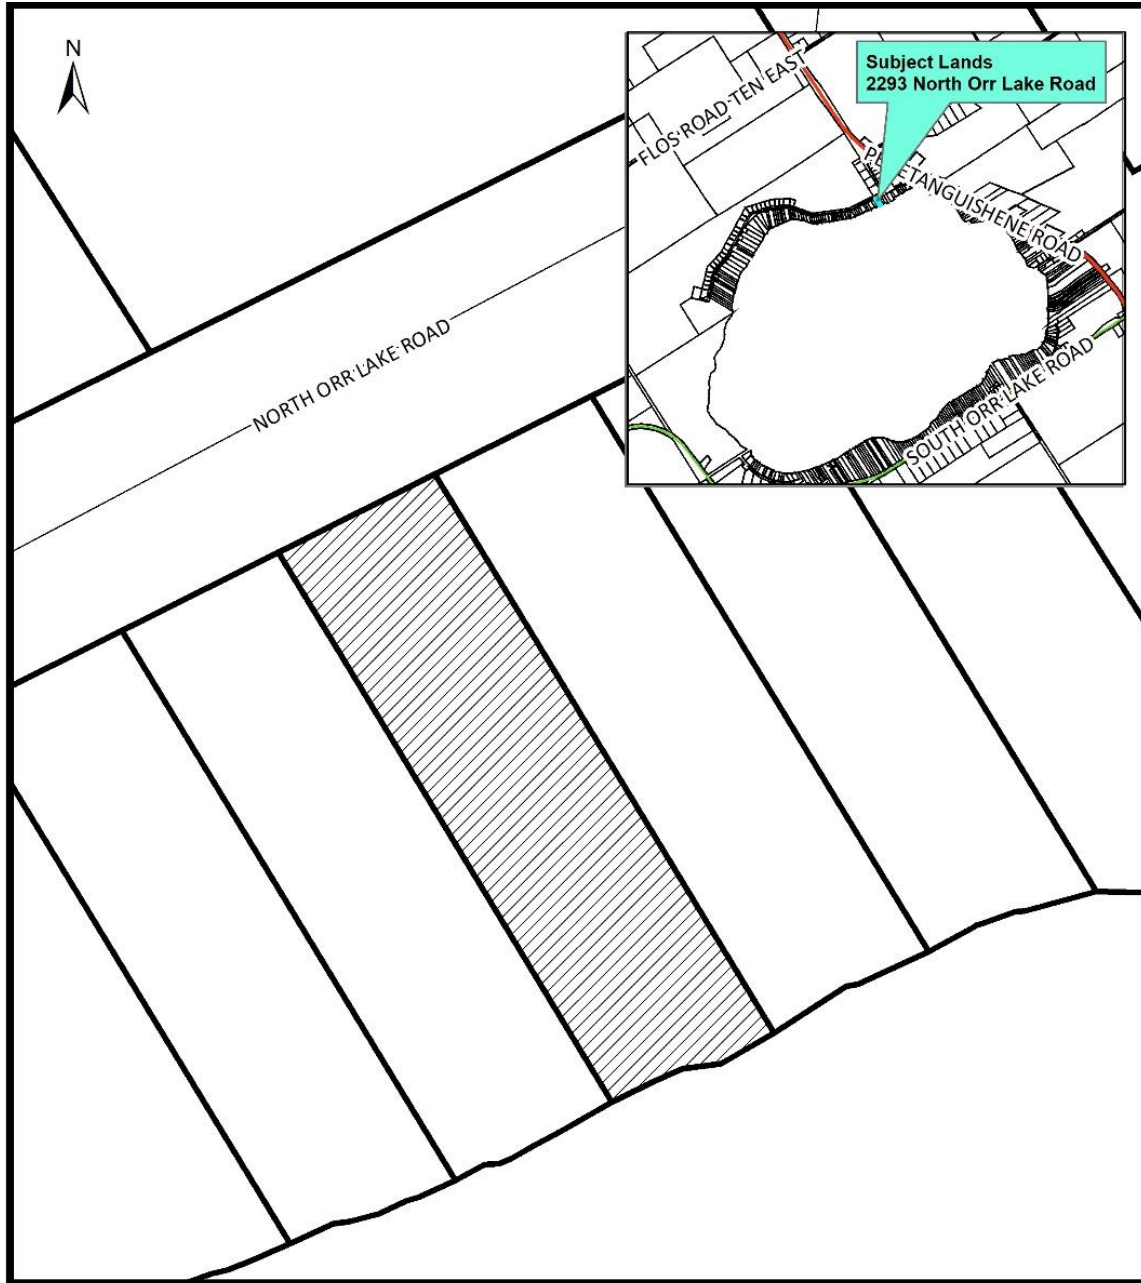 N
Subject Lands
2293 North Orr Lake Road
FLOS ROAD TEN EAST
PENETANGUISHENE ROAD
NORTH ORR LAKE ROAD
SOUTH ORR LAKE ROAD